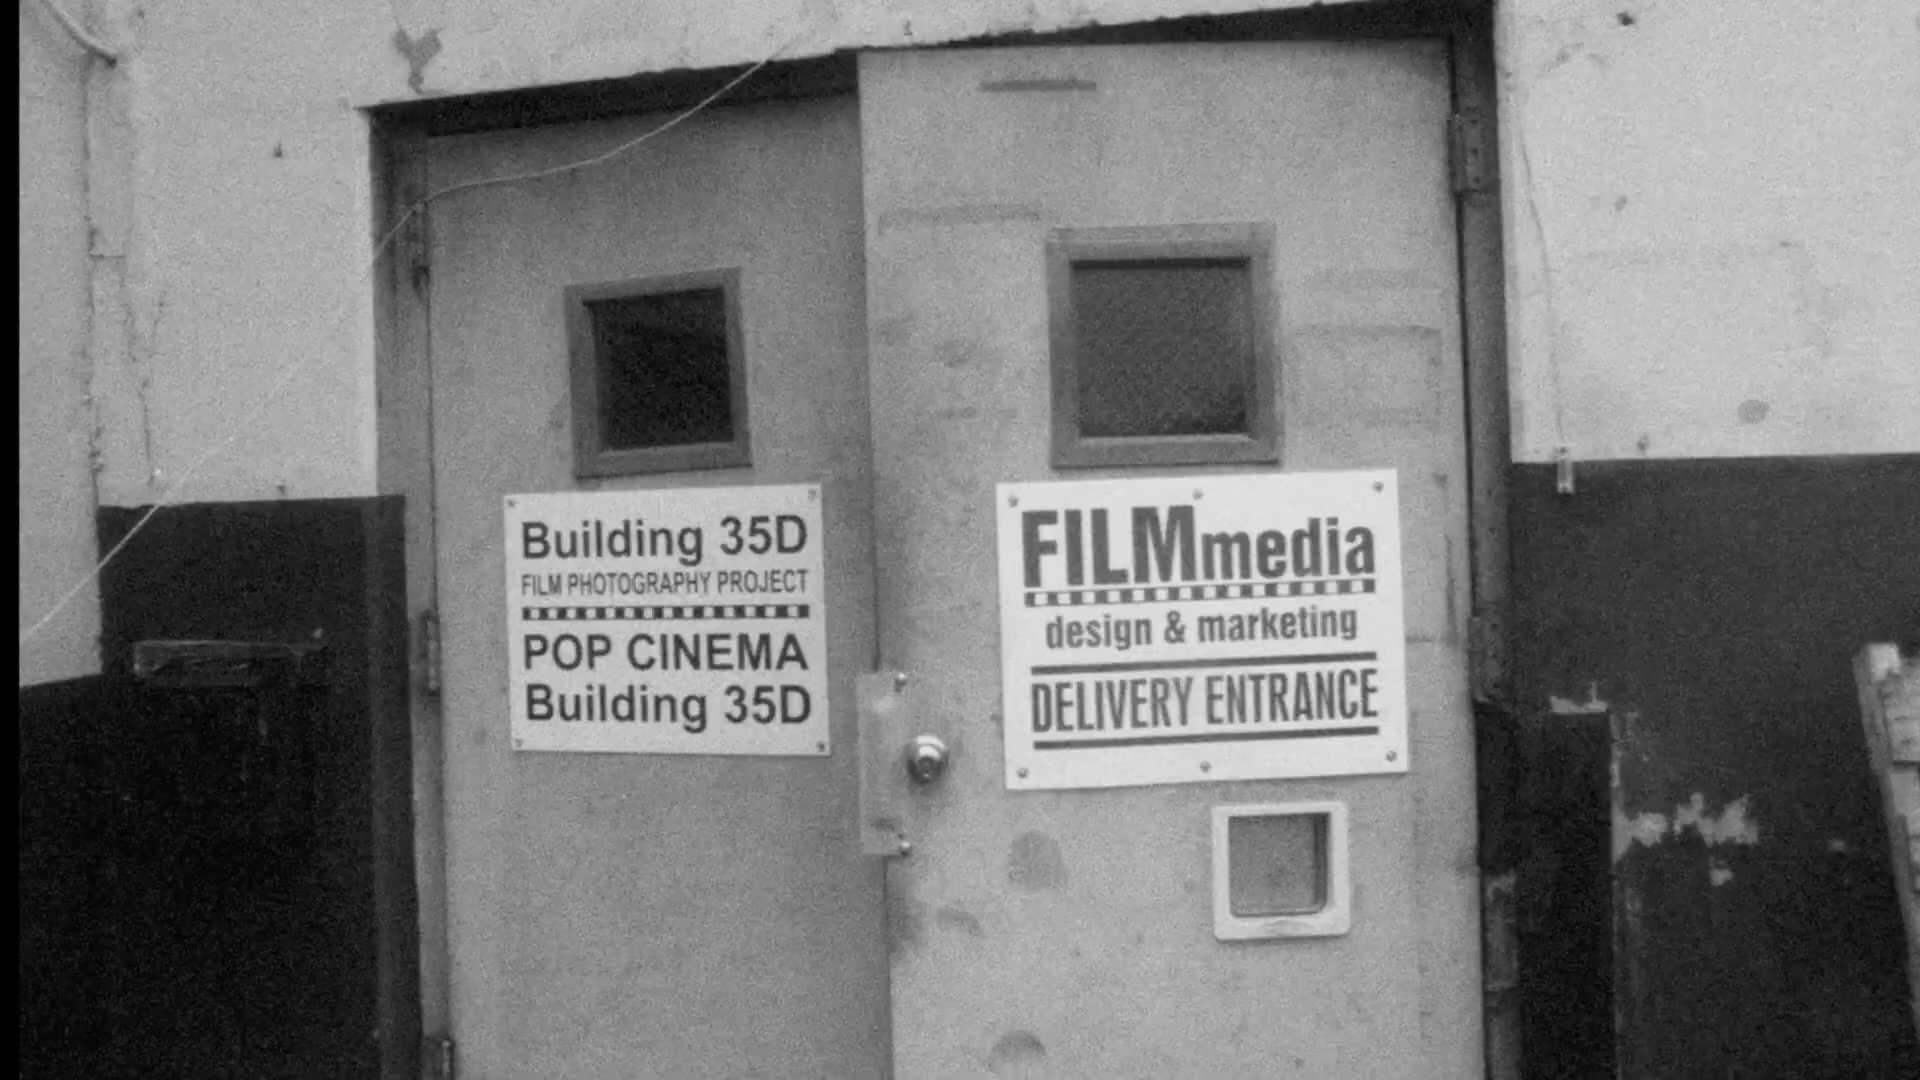 Building 35D
FILM PHOTOGRAPHY PROJECT
POP CINEMA
Building 35D
FILMmedia
design & marketing
DELIVERY ENTRANCE